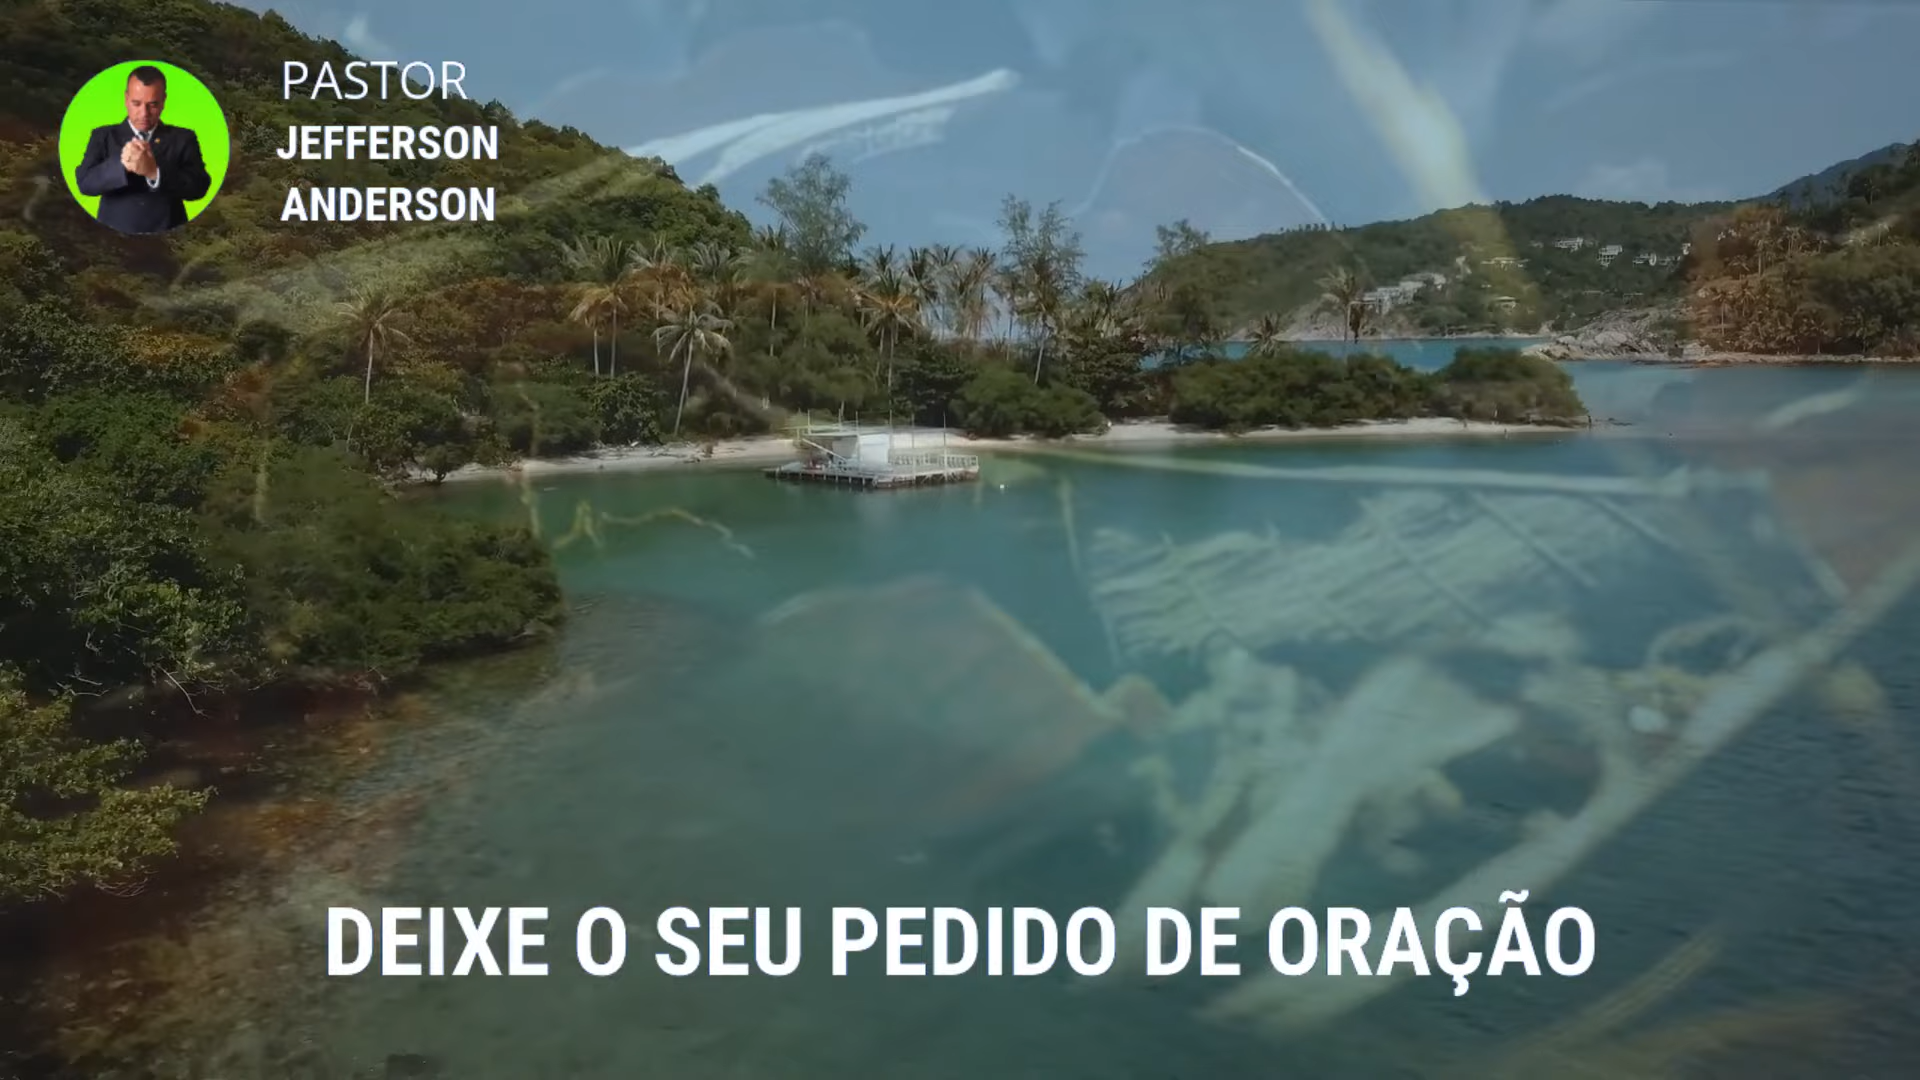 PASTOR
JEFFERSON
ANDERSON
DEIXE O SEU PEDIDO DE ORAÇÃO